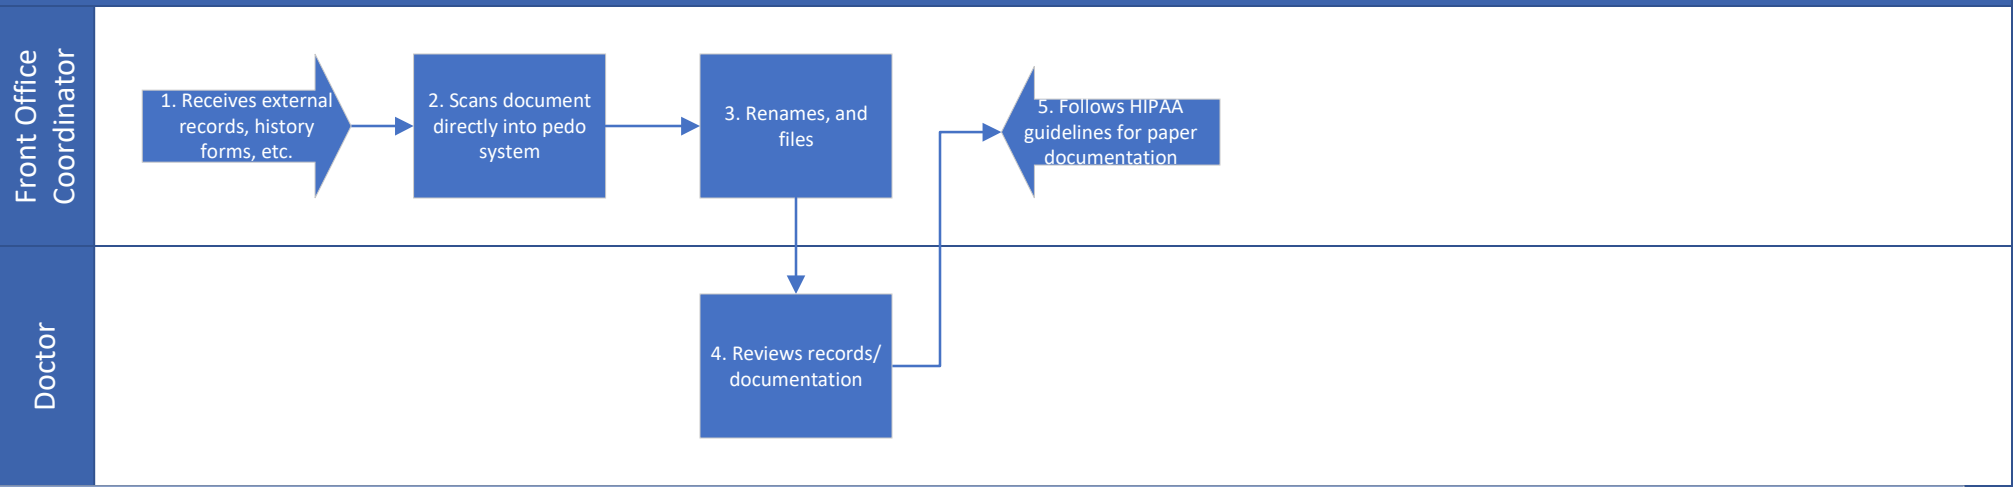 Front Office
Coordinator
1. Receives external
records, history
forms, etc.
2. Scans document
directly into pedo
system
3. Renames, and
files
5. Follows HIPAA
guidelines for paper
documentation
Doctor
4. Reviews records/
documentation